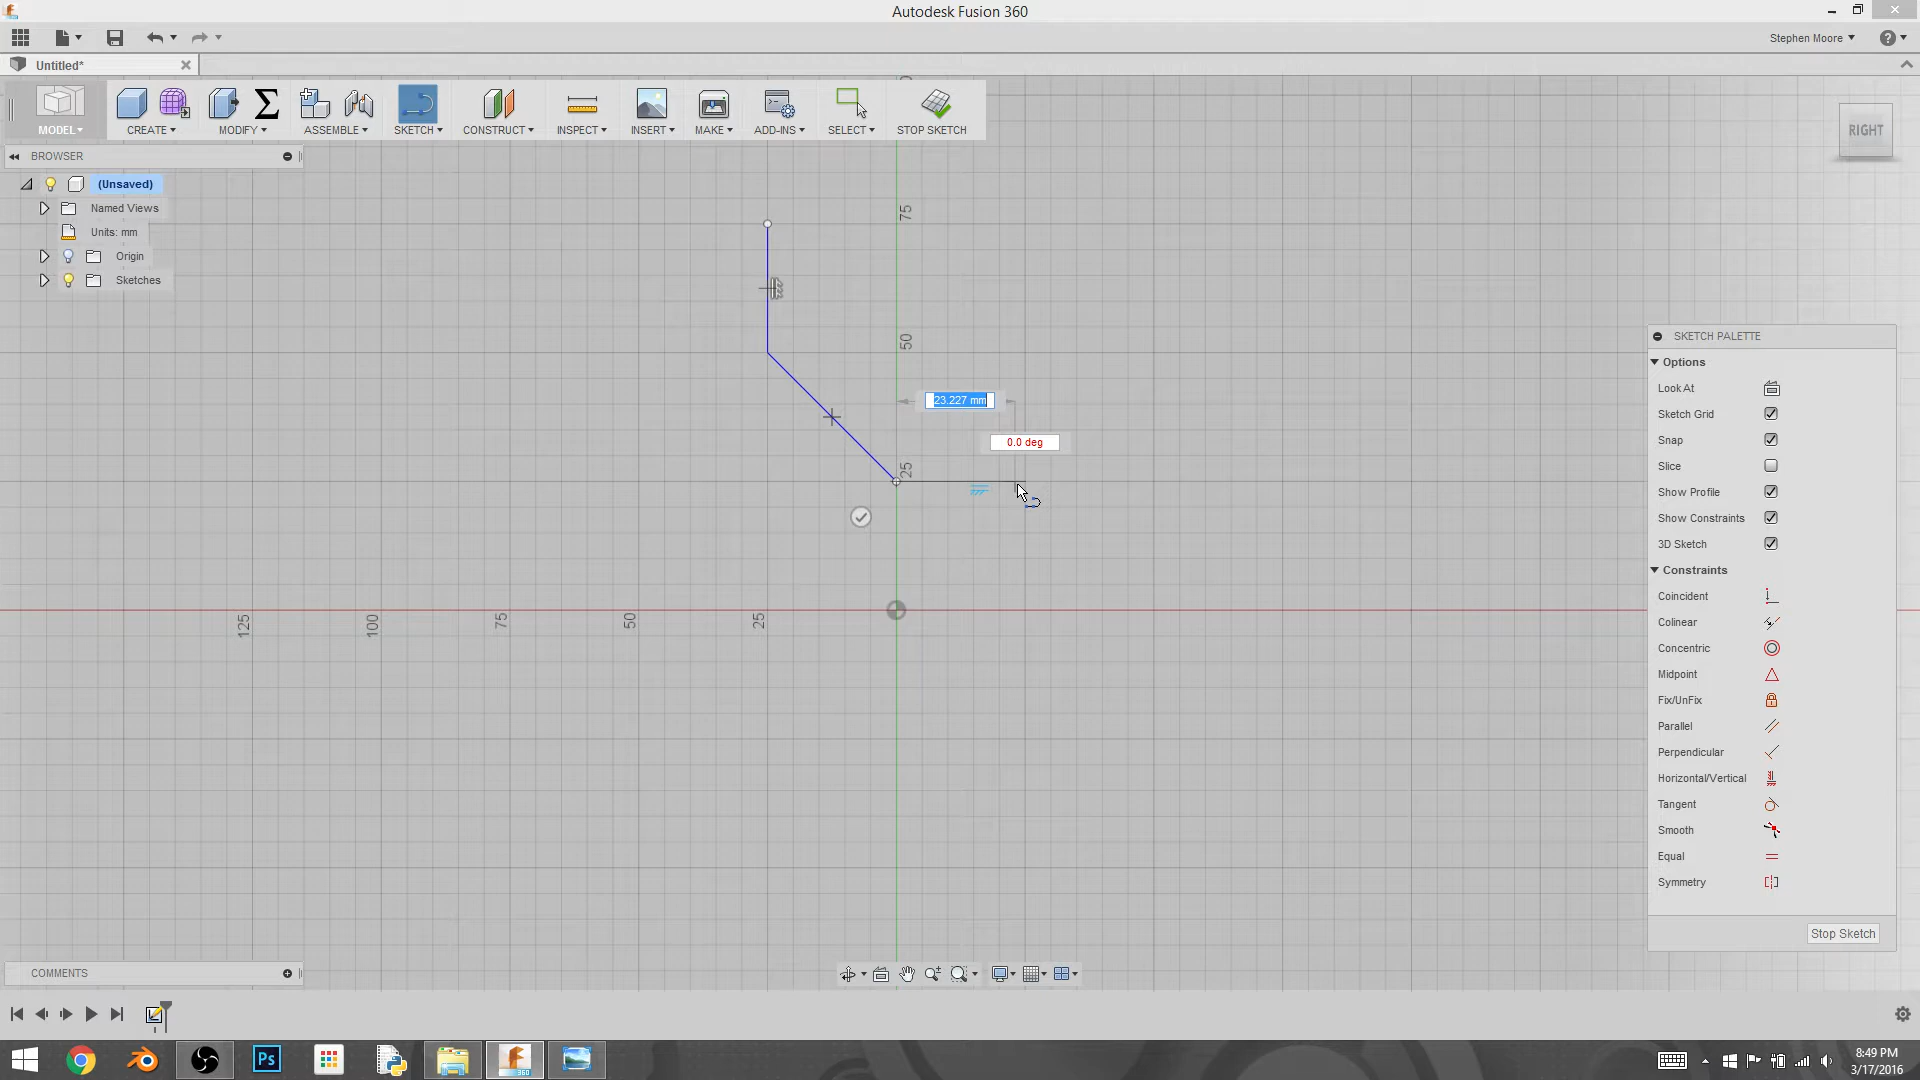 Autodesk Fusion 360
Stephen Moore
Untitled*
MODEL
CREATE
MODIFY
ASSEMBLE
SKETCH
CONSTRUCT
INSPECT
INSERT
MAKE
ADD-INS
SELECT
STOP SKETCH
RIGHT
BROWSER
(Unsaved)
Named Views
Units: mm
Origin
Sketches
75
50
25
23.227 mm
0.0 deg
125
100
75
50
25
SKETCH PALETTE
Options
Look At
Sketch Grid
Snap
Slice
Show Profile
Show Constraints
3D Sketch
Constraints
Coincident
Colinear
Concentric
Midpoint
Fix/UnFix
Parallel
Perpendicular
Horizontal/Vertical
Tangent
Smooth
Equal
Symmetry
Stop Sketch
COMMENTS
Ps
360
8:49 PM
3/17/2016